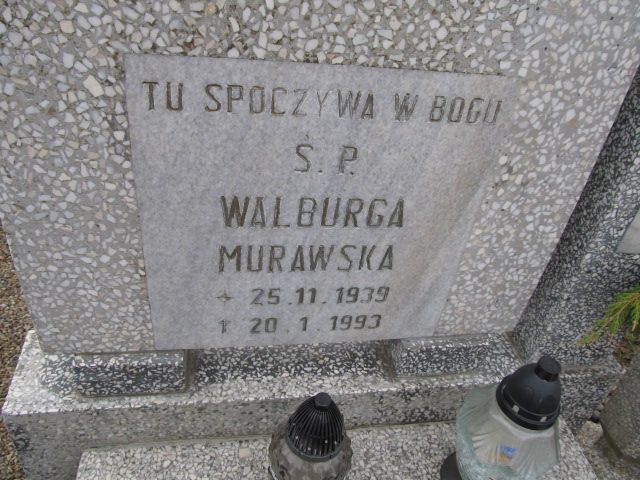 TU SPOCZYWA W BOGU
Ś. P.
WALBURGA
MURAWSKA
* 25.11.1939
† 20.1.1993